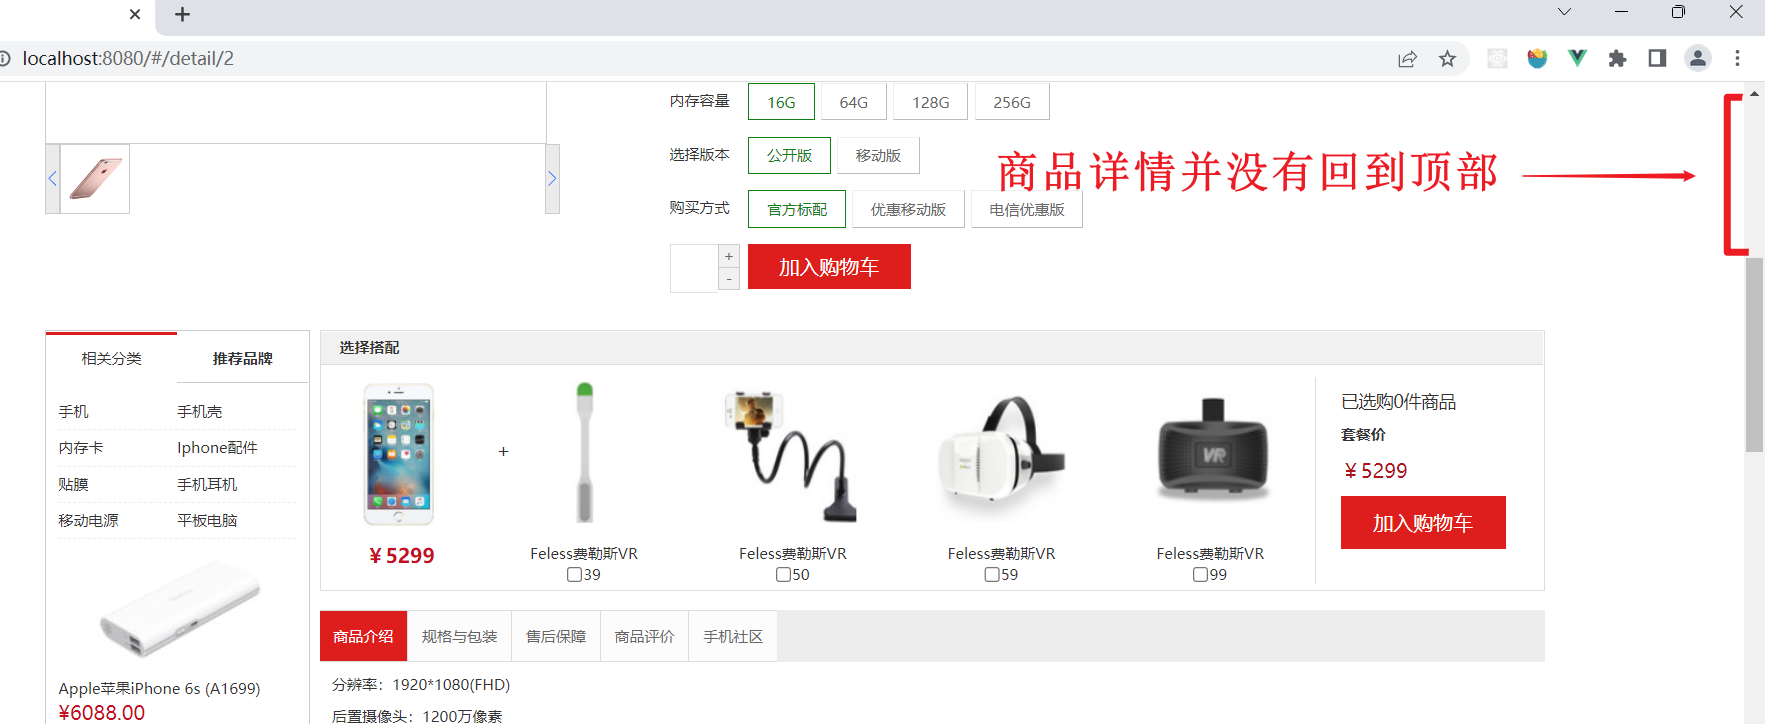 localhost:8080/#/detail/2
内存容量 16G 64G 128G 256G
选择版本 公开版 移动版
商品详情并没有回到顶部
购买方式 官方标配 优惠移动版 电信优惠版
+
- 加入购物车
相关分类 推荐品牌
手机 手机壳
内存卡 Iphone配件
贴膜 手机耳机
移动电源 平板电脑
Apple苹果iPhone 6s (A1699)
¥6088.00
选择搭配
+
VR
¥5299
Feless费勒斯VR
39
Feless费勒斯VR
50
Feless费勒斯VR
59
Feless费勒斯VR
99
已选购0件商品
套餐价
¥5299
加入购物车
商品介绍 规格与包装 售后保障 商品评价 手机社区
分辨率：1920*1080(FHD)
后置摄像头：1200万像素